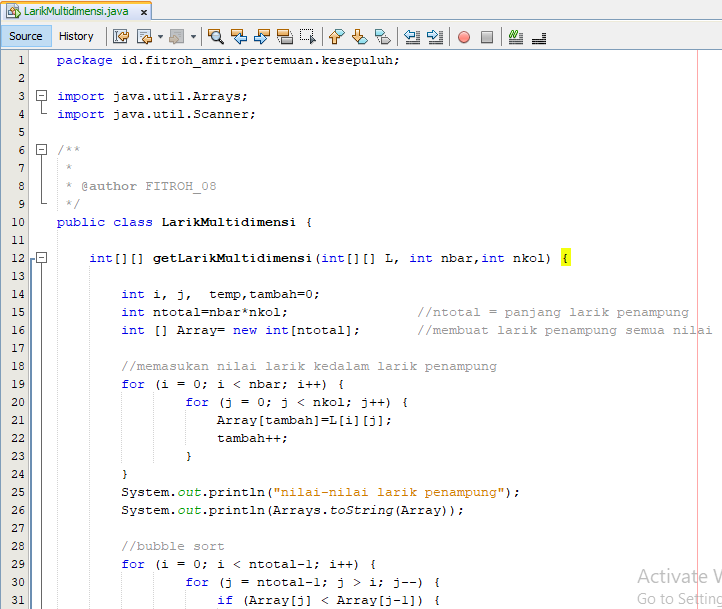 LarikMultidimensi.java
Source History
1 package id.fitroh_amri.pertemuan.kesepuluh;
2
3 import java.util.Arrays;
4 import java.util.Scanner;
5
6 /**
7 *
8 * @author FITROH_08
9 */
10 public class LarikMultidimensi {
11
12 int[][] getLarikMultidimensi(int[][] L, int nbar,int nkol) {
13
14 int i, j,  temp,tambah=0;
15 int ntotal=nbar*nkol; //ntotal = panjang larik penampung
16 int [] Array= new int[ntotal]; //membuat larik penampung semua nilai
17
18 //memasukan nilai larik kedalam larik penampung
19 for (i = 0; i < nbar; i++) {
20 for (j = 0; j < nkol; j++) {
21 Array[tambah]=L[i][j];
22 tambah++;
23 }
24 }
25 System.out.println("nilai-nilai larik penampung");
26 System.out.println(Arrays.toString(Array));
27
28 //bubble sort
29 for (i = 0; i < ntotal-1; i++) {
30 for (j = ntotal-1; j > i; j--) {
31 if (Array[j] < Array[j-1]) {
Activate W
Go to Setting